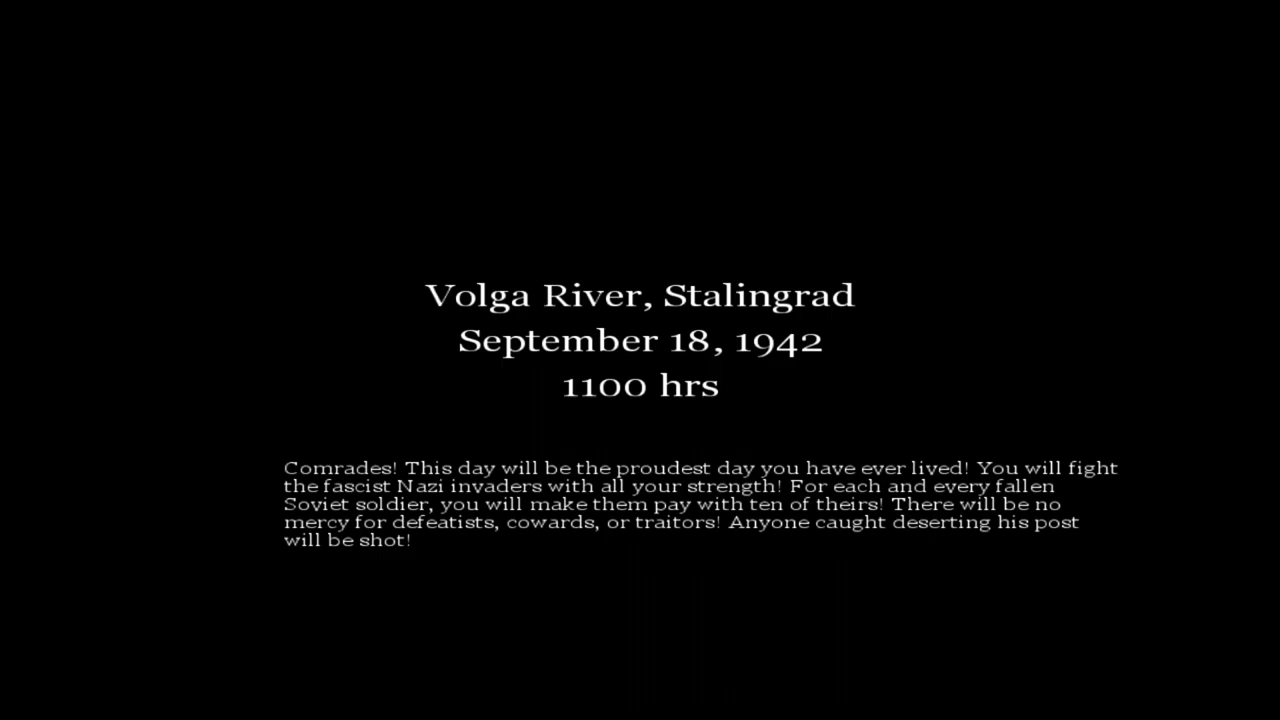 Volga River, Stalingrad
September 18, 1942
1100 hrs
Comrades! This day will be the proudest day you have ever lived! You will fight
the fascist Nazi invaders with all your strength! For each and every fallen
Soviet soldier, you will make them pay with ten of theirs! There will be no
mercy for defeatists, cowards, or traitors! Anyone caught deserting his post
will be shot!